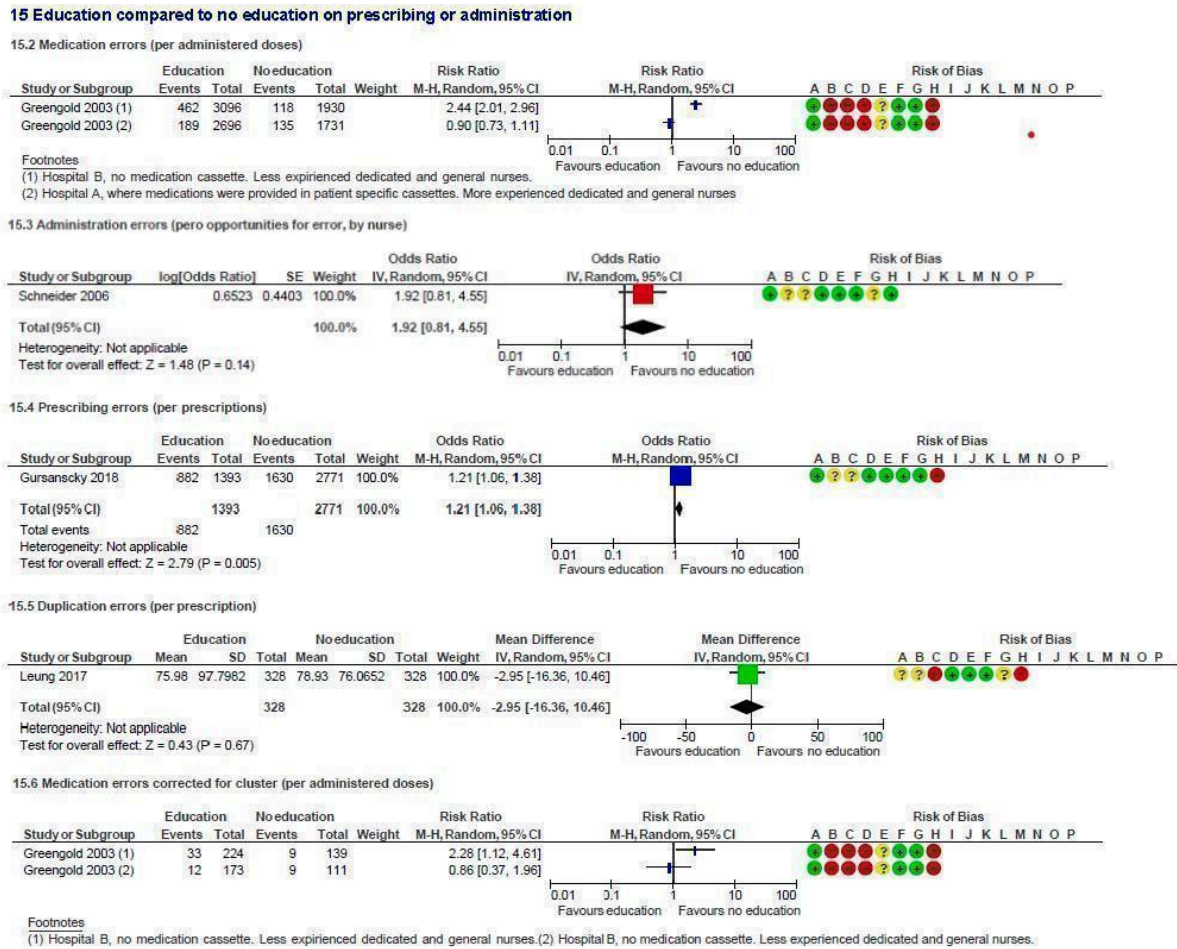 15 Education compared to no education on prescribing or administration
15.2 Medication errors (per administered doses)
Education No education Risk Ratio Risk Ratio Risk of Bias
Study or Subgroup Events Total Events Total Weight M-H, Random, 95% CI M-H, Random, 95% CI A B C D E F G H I J K L M N O P
Greengold 2003 (1) 462 3096 118 1930 2.44 [2.01, 2.96] + - - - ? + + -
Greengold 2003 (2) 189 2696 135 1731 0.90 [0.73, 1.11] + - - - ? + + -
0.01 0.1 1 10 100
Favours education Favours no education
Footnotes
(1) Hospital B, no medication cassette. Less expirienced dedicated and general nurses.
(2) Hospital A, where medications were provided in patient specific cassettes. More experienced dedicated and general nurses
15.3 Administration errors (pero opportunities for error, by nurse)
Odds Ratio Odds Ratio Risk of Bias
Study or Subgroup log[Odds Ratio] SE Weight IV, Random, 95% CI IV, Random, 95% CI A B C D E F G H I J K L M N O P
Schneider 2006 0.6523 0.4403 100.0% 1.92 [0.81, 4.55] + ? ? + + + ? +
Total (95% CI) 100.0% 1.92 [0.81, 4.55]
Heterogeneity: Not applicable
Test for overall effect: Z = 1.48 (P = 0.14)
0.01 0.1 1 10 100
Favours education Favours no education
15.4 Prescribing errors (per prescriptions)
Education No education Odds Ratio Odds Ratio Risk of Bias
Study or Subgroup Events Total Events Total Weight M-H, Random, 95% CI M-H, Random, 95% CI A B C D E F G H I J K L M N O P
Gursanscky 2018 882 1393 1630 2771 100.0% 1.21 [1.06, 1.38] + ? ? + + + + -
Total (95% CI) 1393 2771 100.0% 1.21 [1.06, 1.38]
Total events 882 1630
Heterogeneity: Not applicable
Test for overall effect: Z = 2.79 (P = 0.005)
0.01 0.1 1 10 100
Favours education Favours no education
15.5 Duplication errors (per prescription)
Education No education Mean Difference Mean Difference Risk of Bias
Study or Subgroup Mean SD Total Mean SD Total Weight IV, Random, 95% CI IV, Random, 95% CI A B C D E F G H I J K L M N O P
Leung 2017 75.98 97.7982 328 78.93 76.0652 328 100.0% -2.95 [-16.36, 10.46] ? ? - + + + ? -
Total (95% CI) 328 328 100.0% -2.95 [-16.36, 10.46]
Heterogeneity: Not applicable
Test for overall effect: Z = 0.43 (P = 0.67)
-100 -50 0 50 100
Favours education Favours no education
15.6 Medication errors corrected for cluster (per administered doses)
Education No education Risk Ratio Risk Ratio Risk of Bias
Study or Subgroup Events Total Events Total Weight M-H, Random, 95% CI M-H, Random, 95% CI A B C D E F G H I J K L M N O P
Greengold 2003 (1) 33 224 9 139 2.28 [1.12, 4.61] + - - - ? + + -
Greengold 2003 (2) 12 173 9 111 0.86 [0.37, 1.96] + - - - ? + + -
0.01 0.1 1 10 100
Favours education Favours no education
Footnotes
(1) Hospital B, no medication cassette. Less expirienced dedicated and general nurses.(2) Hospital B, no medication cassette. Less experienced dedicated and general nurses.